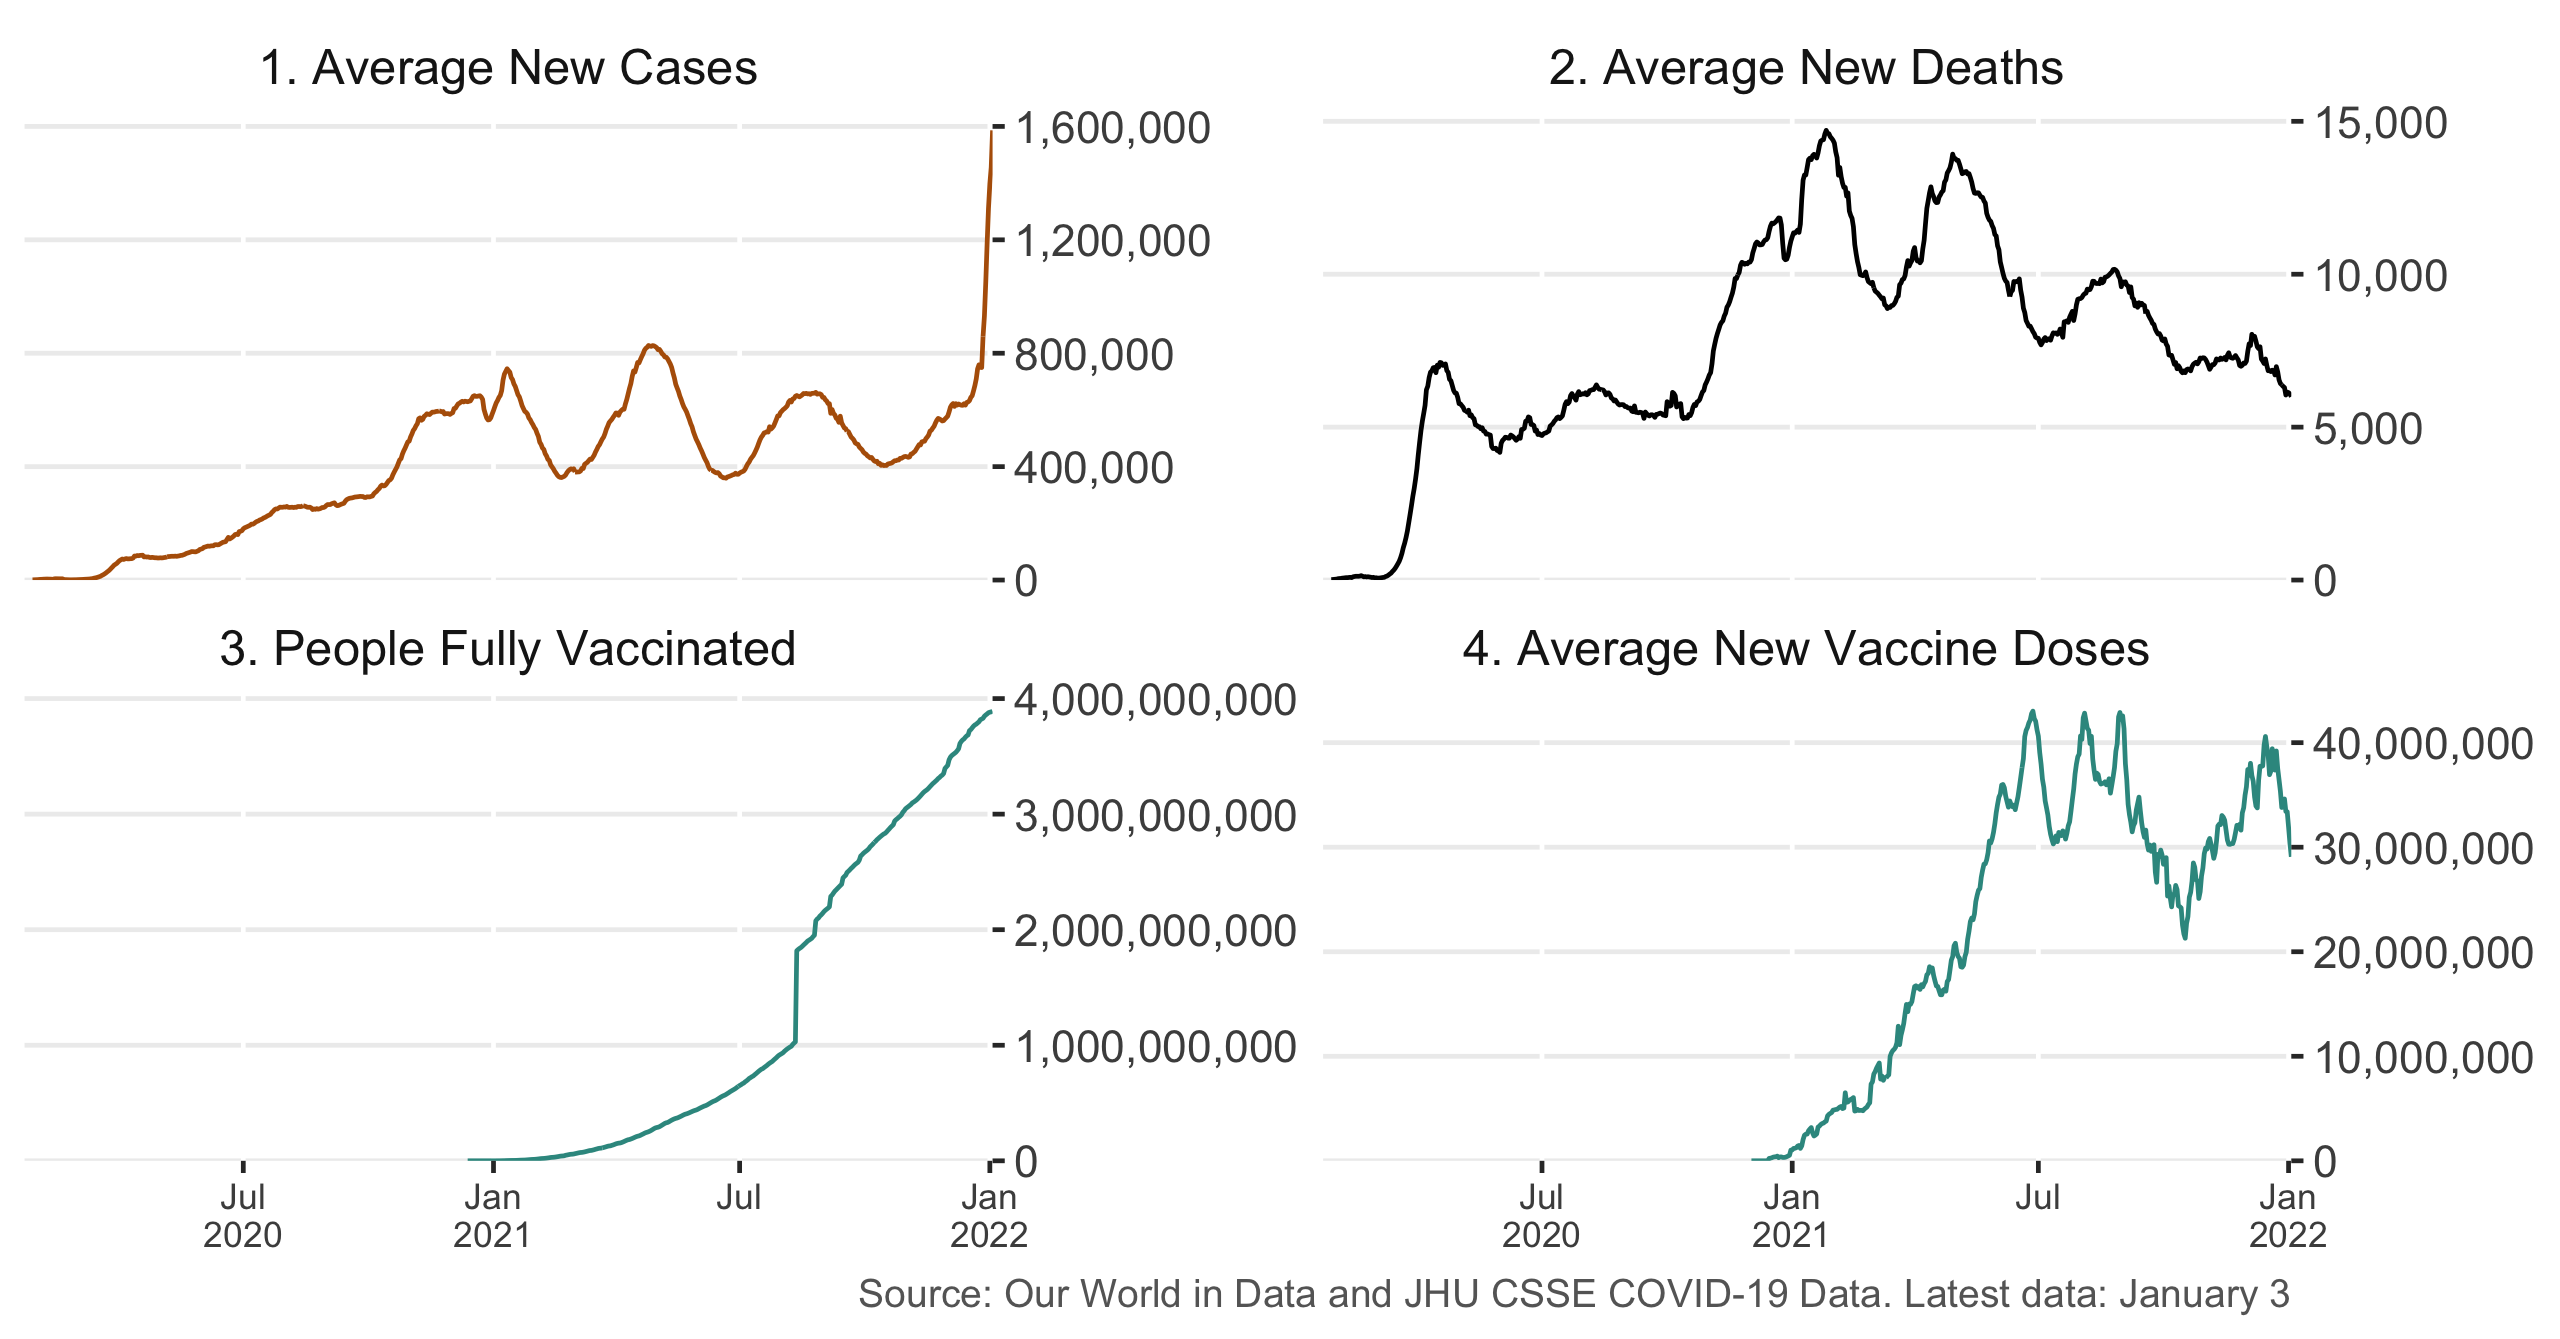 1. Average New Cases
1,600,000
1,200,000
800,000
400,000
0
2. Average New Deaths
15,000
10,000
5,000
0
3. People Fully Vaccinated
4,000,000,000
3,000,000,000
2,000,000,000
1,000,000,000
0
Jul Jan Jul Jan
2020 2021 2022
4. Average New Vaccine Doses
40,000,000
30,000,000
20,000,000
10,000,000
0
Jul Jan Jul Jan
2020 2021 2022
Source: Our World in Data and JHU CSSE COVID-19 Data. Latest data: January 3